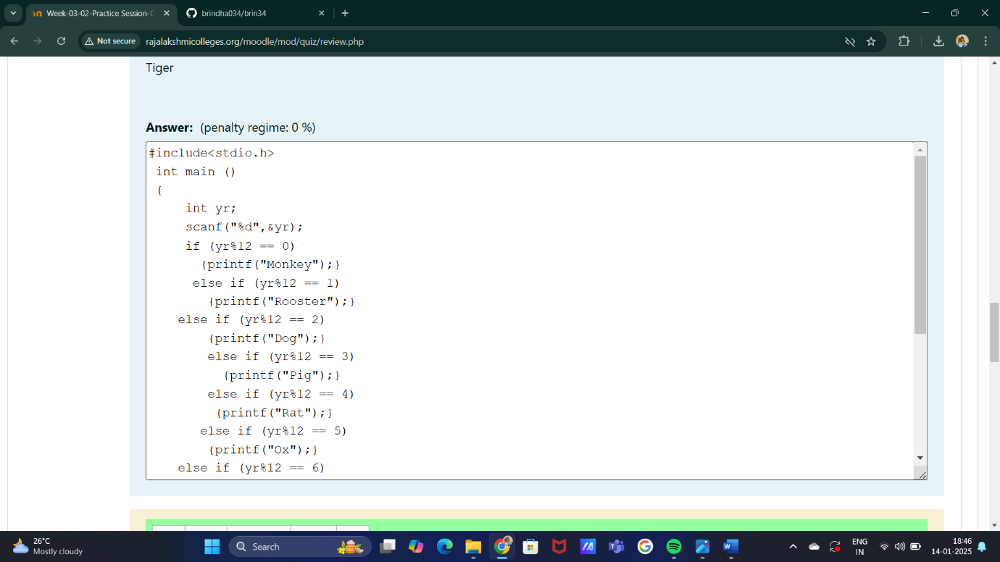 Week-03-02-Practice Session-C
brindha034/brin34
Not secure
rajalakshmicolleges.org/moodle/mod/quiz/review.php
Tiger
Answer: (penalty regime: 0 %)
#include<stdio.h>
int main ()
{
int yr;
scanf("%d",&yr);
if (yr%12 == 0)
{printf("Monkey");}
else if (yr%12 == 1)
{printf("Rooster");}
else if (yr%12 == 2)
{printf("Dog");}
else if (yr%12 == 3)
{printf("Pig");}
else if (yr%12 == 4)
{printf("Rat");}
else if (yr%12 == 5)
{printf("Ox");}
else if (yr%12 == 6)
26°C
Mostly cloudy
Search
ENG
IN
18:46
14-01-2025